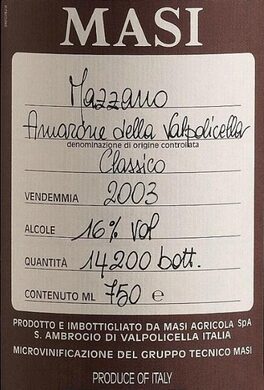 MASI
Mazzano
Amarone della Valpolicella
denominazione di origine controllata
Classico
VENDEMMIA 2003
ALCOLE 16% vol
QUANTITÀ 14200 bott.
CONTENUTO ML 750 e
PRODOTTO E IMBOTTIGLIATO DA MASI AGRICOLA SpA
S. AMBROGIO DI VALPOLICELLA ITALIA
MICROVINIFICAZIONE DEL GRUPPO TECNICO MASI
PRODUCE OF ITALY